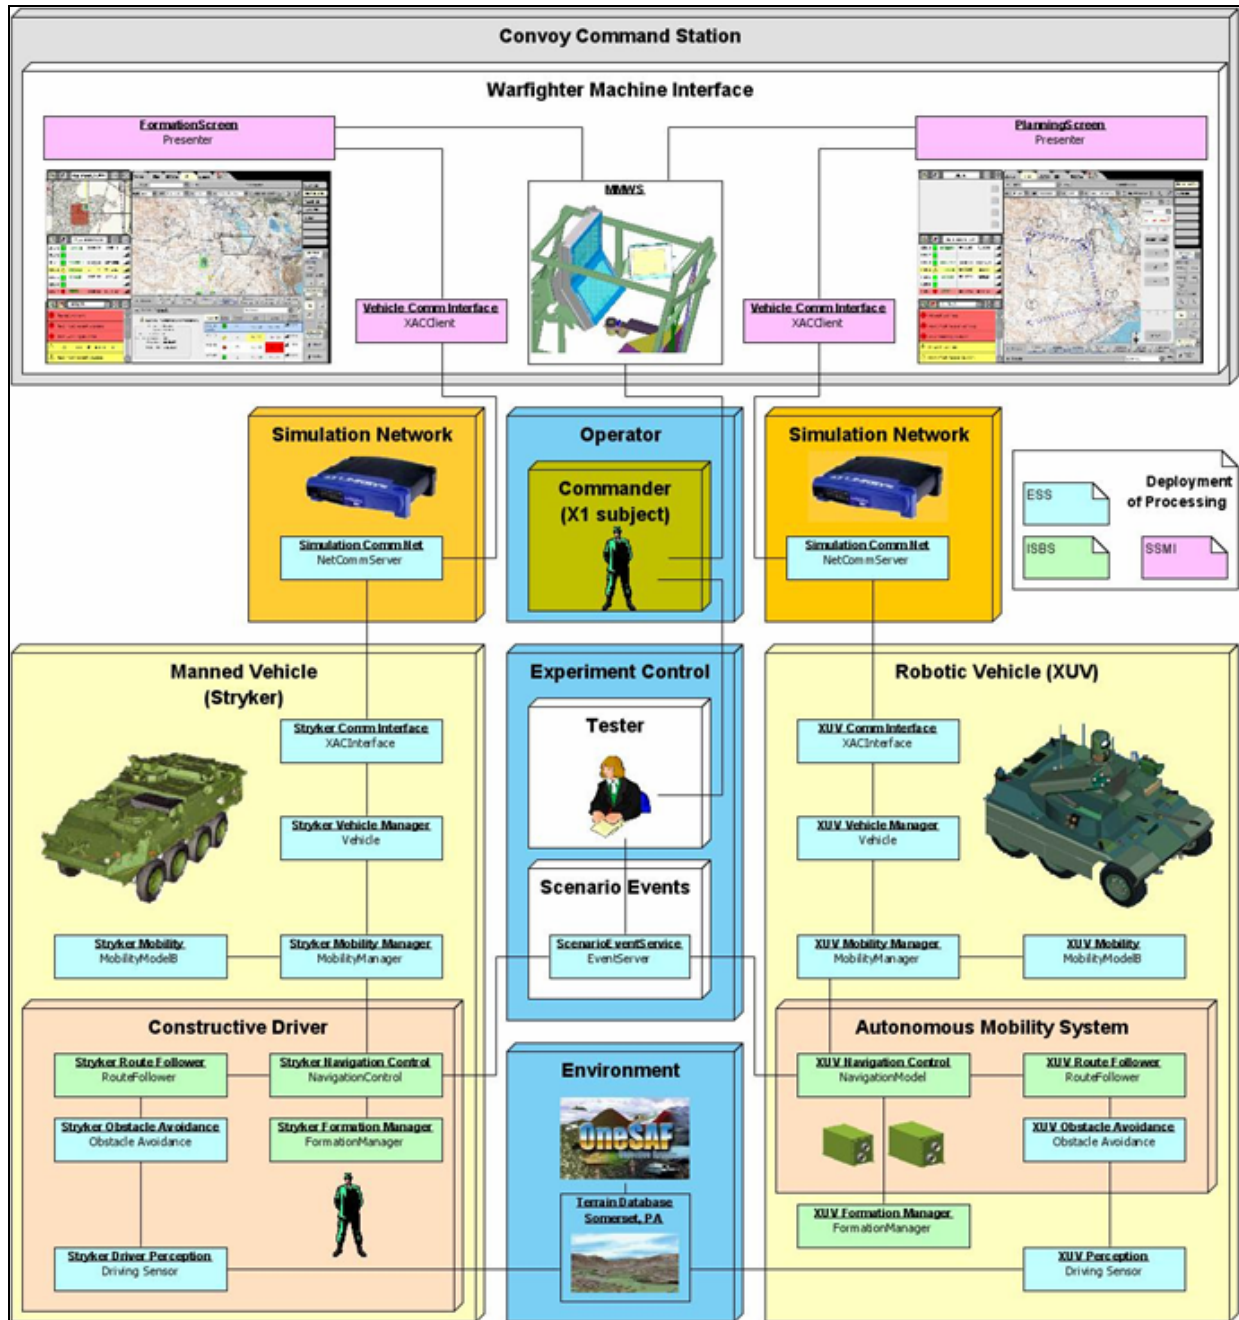 Convoy Command Station
Warfighter Machine Interface
FormationScreen
Presenter
PlanningScreen
Presenter
MMWS
Vehicle Comm Interface
XACClient
Vehicle Comm Interface
XACClient
Simulation Network
Simulation Comm Net
NetCommServer
Operator
Commander
(X1 subject)
Simulation Network
Simulation Comm Net
NetCommServer
Deployment
of Processing
ESS
ISBS
SSMI
Manned Vehicle
(Stryker)
Stryker Comm Interface
XACInterface
Stryker Vehicle Manager
Vehicle
Stryker Mobility
MobilityModelB
Stryker Mobility Manager
MobilityManager
Constructive Driver
Stryker Route Follower
RouteFollower
Stryker Navigation Control
NavigationControl
Stryker Obstacle Avoidance
Obstacle Avoidance
Stryker Formation Manager
FormationManager
Stryker Driver Perception
Driving Sensor
Experiment Control
Tester
Scenario Events
ScenarioEventService
EventServer
Environment
OneSAF
Terrain Database
Somerset, PA
Robotic Vehicle (XUV)
XUV Comm Interface
XACInterface
XUV Vehicle Manager
Vehicle
XUV Mobility Manager
MobilityManager
XUV Mobility
MobilityModelB
Autonomous Mobility System
XUV Navigation Control
NavigationModel
XUV Route Follower
RouteFollower
XUV Obstacle Avoidance
Obstacle Avoidance
XUV Formation Manager
FormationManager
XUV Perception
Driving Sensor